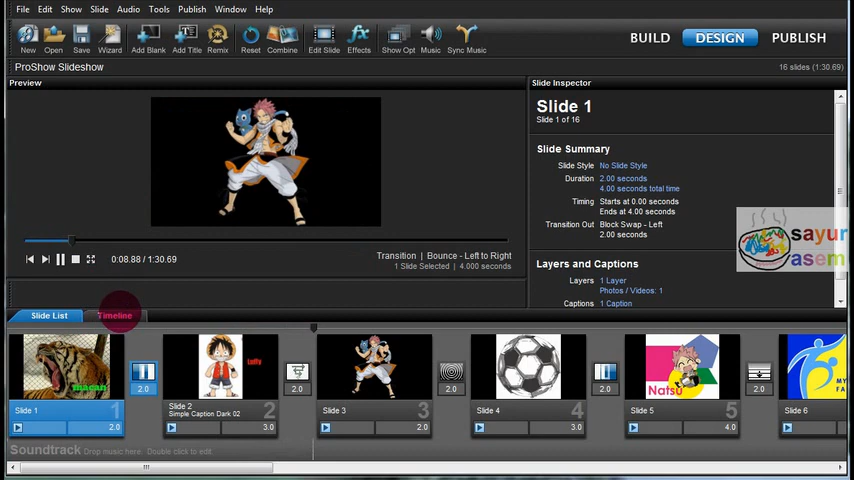 File Edit Show Slide Audio Tools Publish Window Help
New Open Save Wizard Add Blank Add Title Remix Reset Combine Edit Slide Effects Show Opt Music Sync Music
BUILD DESIGN PUBLISH
ProShow Slideshow
16 slides (1:30.69)
Preview
0:08.88 / 1:30.69
Transition | Bounce - Left to Right
1 Slide Selected | 4.000 seconds
Slide Inspector
Slide 1
Slide 1 of 16
Slide Summary
Slide Style No Slide Style
Duration 2.00 seconds
4.00 seconds total time
Timing Starts at 0.00 seconds
Ends at 4.00 seconds
Transition Out Block Swap - Left
2.00 seconds
Layers and Captions
Layers 1 Layer
Photos / Videos: 1
Captions 1 Caption
sayur
asem
Slide List Timeline
macan
Slide 1
1
2.0
2.0
luffy
Slide 2
Simple Caption Dark 02
2
3.0
2.0
Slide 3
3
2.0
2.0
Slide 4
4
3.0
2.0
Natsu
Slide 5
5
4.0
2.0
MY
FA
Slide 6
Soundtrack Drop music here. Double click to edit.